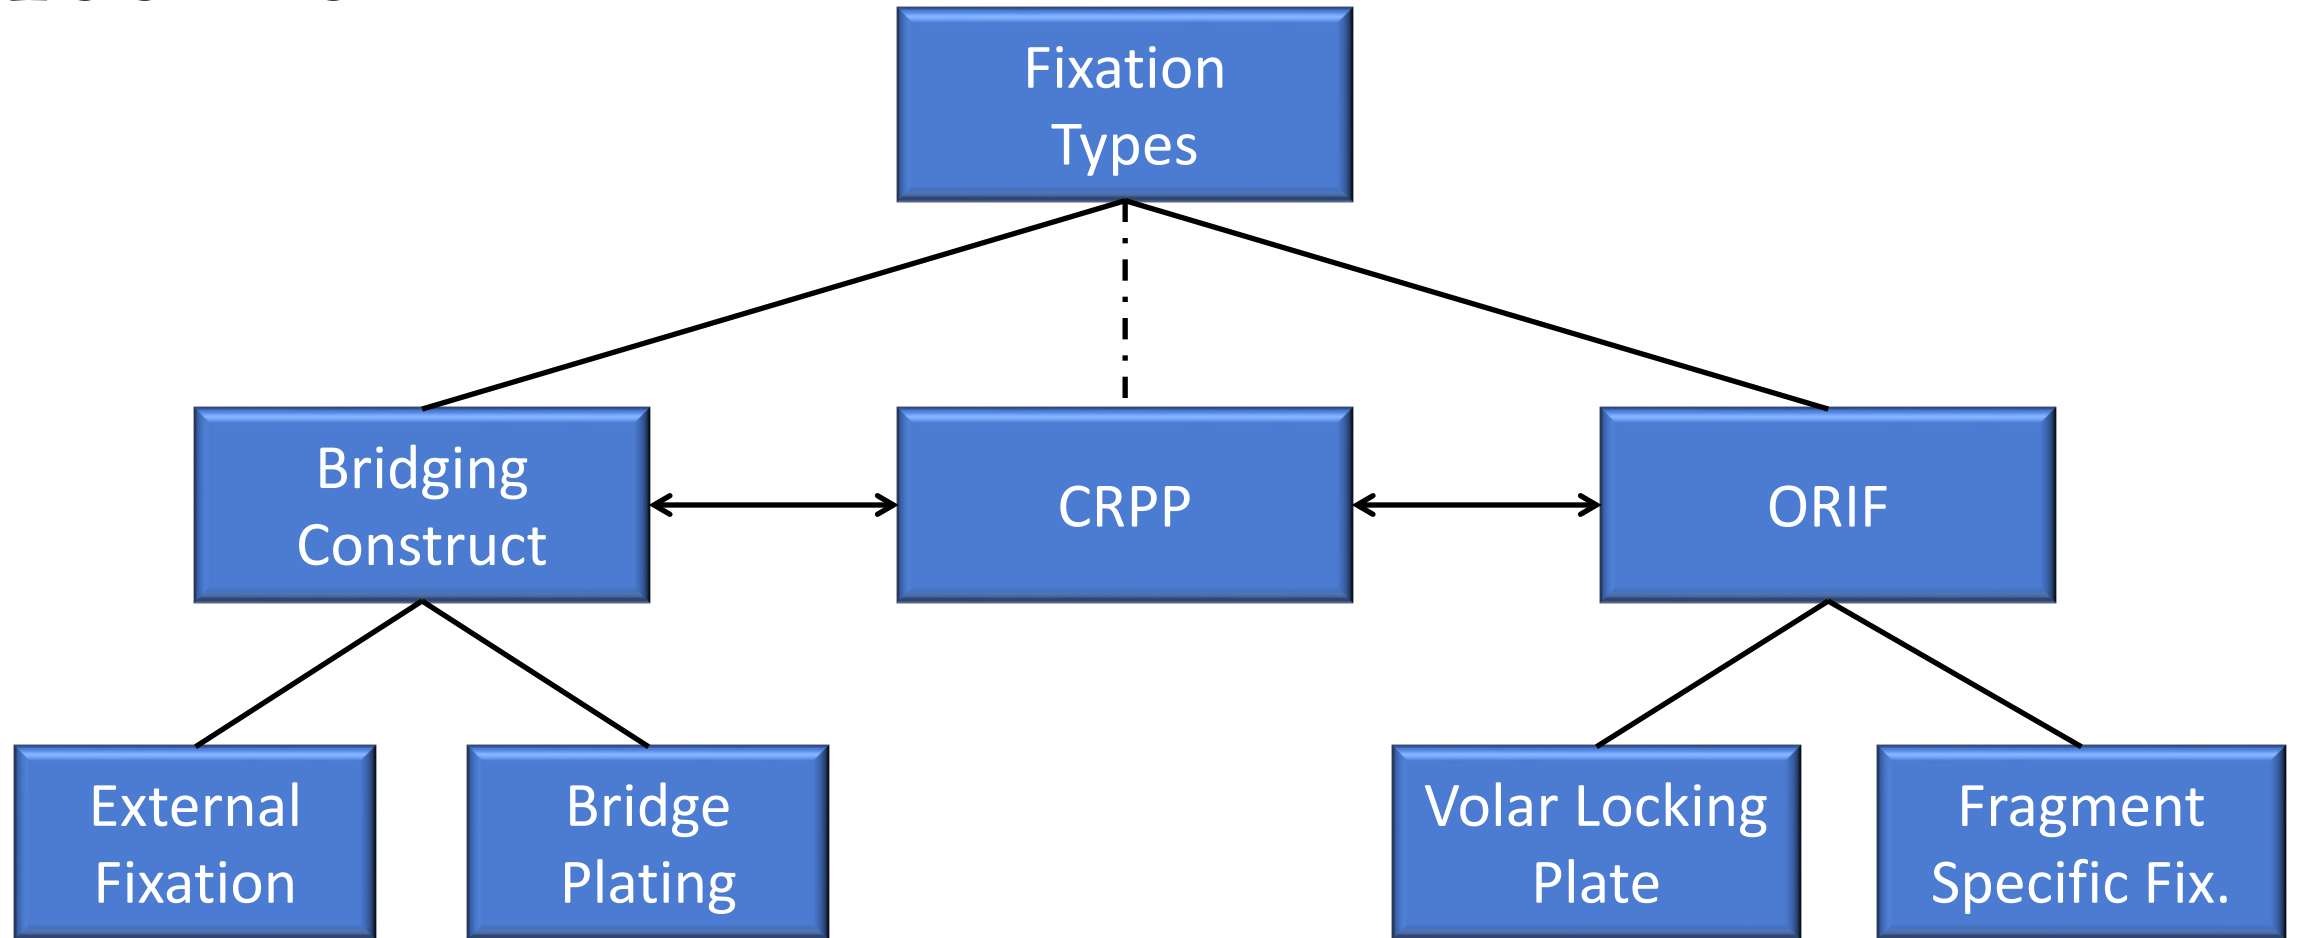 Fixation
Types
Bridging
Construct
CRPP
ORIF
External
Fixation
Bridge
Plating
Volar Locking
Plate
Fragment
Specific Fix.